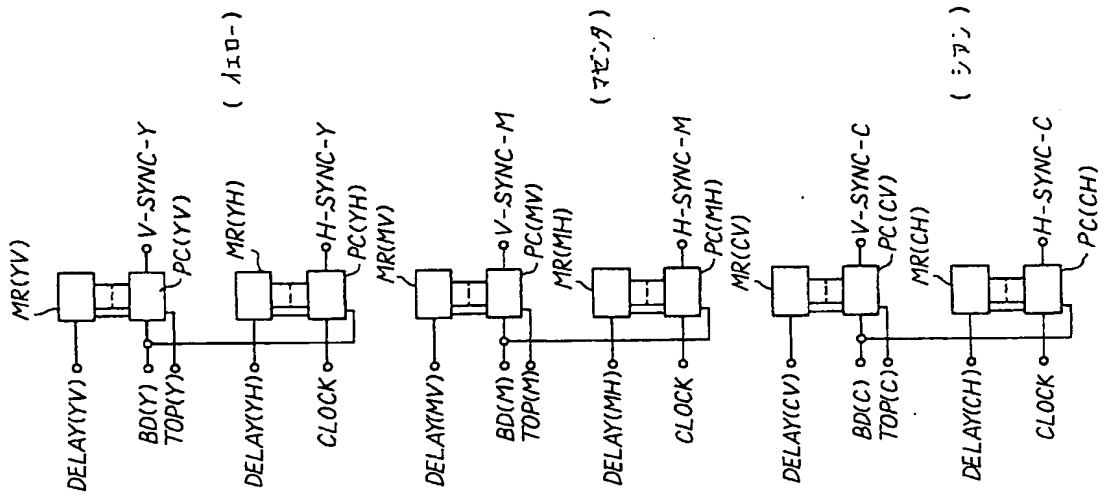 MR(YV)
DELAY(YV)
BD(Y)
TOP(Y)
V-SYNC-Y
PC(YV)
(イエロー)
MR(YH)
DELAY(YH)
CLOCK
H-SYNC-Y
PC(YH)
MR(MV)
DELAY(MV)
BD(M)
TOP(M)
V-SYNC-M
PC(MV)
(マゼンタ)
MR(MH)
DELAY(MH)
CLOCK
H-SYNC-M
PC(MH)
MR(CV)
DELAY(CV)
BD(C)
TOP(C)
V-SYNC-C
PC(CV)
(シアン)
MR(CH)
DELAY(CH)
CLOCK
H-SYNC-C
PC(CH)